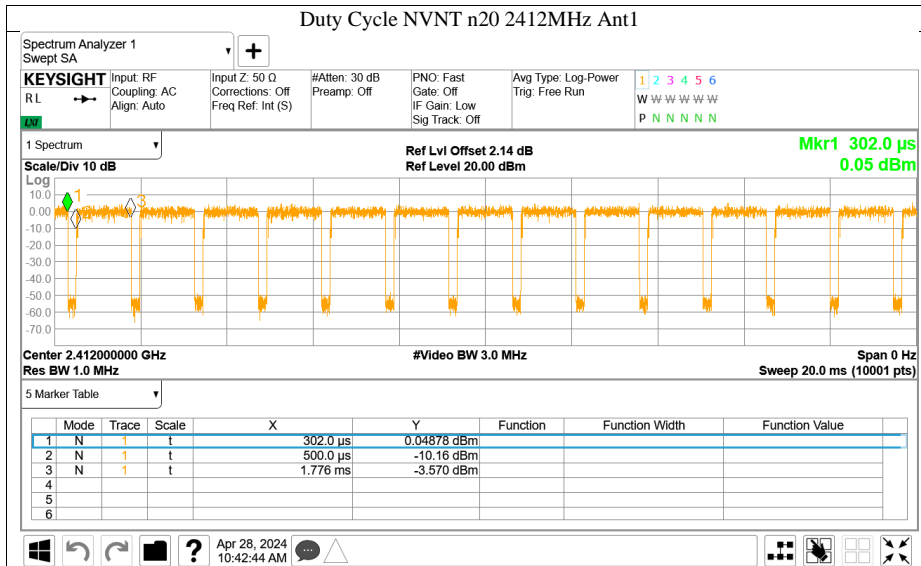 Duty Cycle NVNT n20 2412MHz Ant1
Spectrum Analyzer 1
Swept SA
KEYSIGHT
R L
LXI
Input: RF
Coupling: AC
Align: Auto
Input Z: 50 Ω
Corrections: Off
Freq Ref: Int (S)
#Atten: 30 dB
Preamp: Off
PNO: Fast
Gate: Off
IF Gain: Low
Sig Track: Off
Avg Type: Log-Power
Trig: Free Run
1 2 3 4 5 6
W W W W W W
P N N N N N
1 Spectrum
Scale/Div 10 dB
Ref Lvl Offset 2.14 dB
Ref Level 20.00 dBm
Mkr1 302.0 µs
0.05 dBm
Log
10.0
0.00
-10.0
-20.0
-30.0
-40.0
-50.0
-60.0
-70.0
1
3
Center 2.412000000 GHz
#Video BW 3.0 MHz
Span 0 Hz
Res BW 1.0 MHz
Sweep 20.0 ms (10001 pts)
5 Marker Table
Mode Trace Scale X Y Function Function Width Function Value
1 N 1 t 302.0 µs 0.04878 dBm
2 N 1 t 500.0 µs -10.16 dBm
3 N 1 t 1.776 ms -3.570 dBm
4
5
6
?
Apr 28, 2024
10:42:44 AM